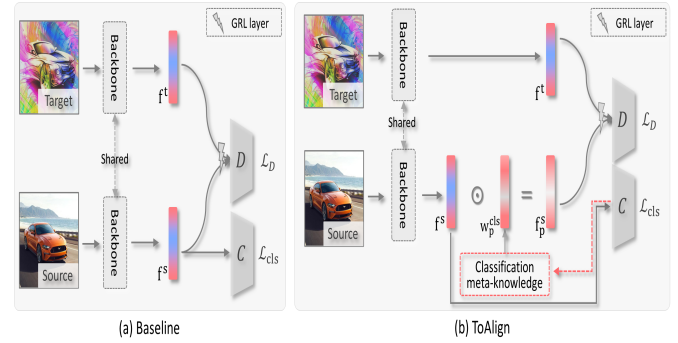 GRL layer
Target
Backbone
f^t
Shared
D
ℒ_D
Source
Backbone
f^s
C
ℒ_cls
(a) Baseline
GRL layer
Target
Backbone
f^t
Shared
D
ℒ_D
Source
Backbone
f^s
⊙
w_p^cls
=
f_p^s
C
ℒ_cls
Classification
meta-knowledge
(b) ToAlign